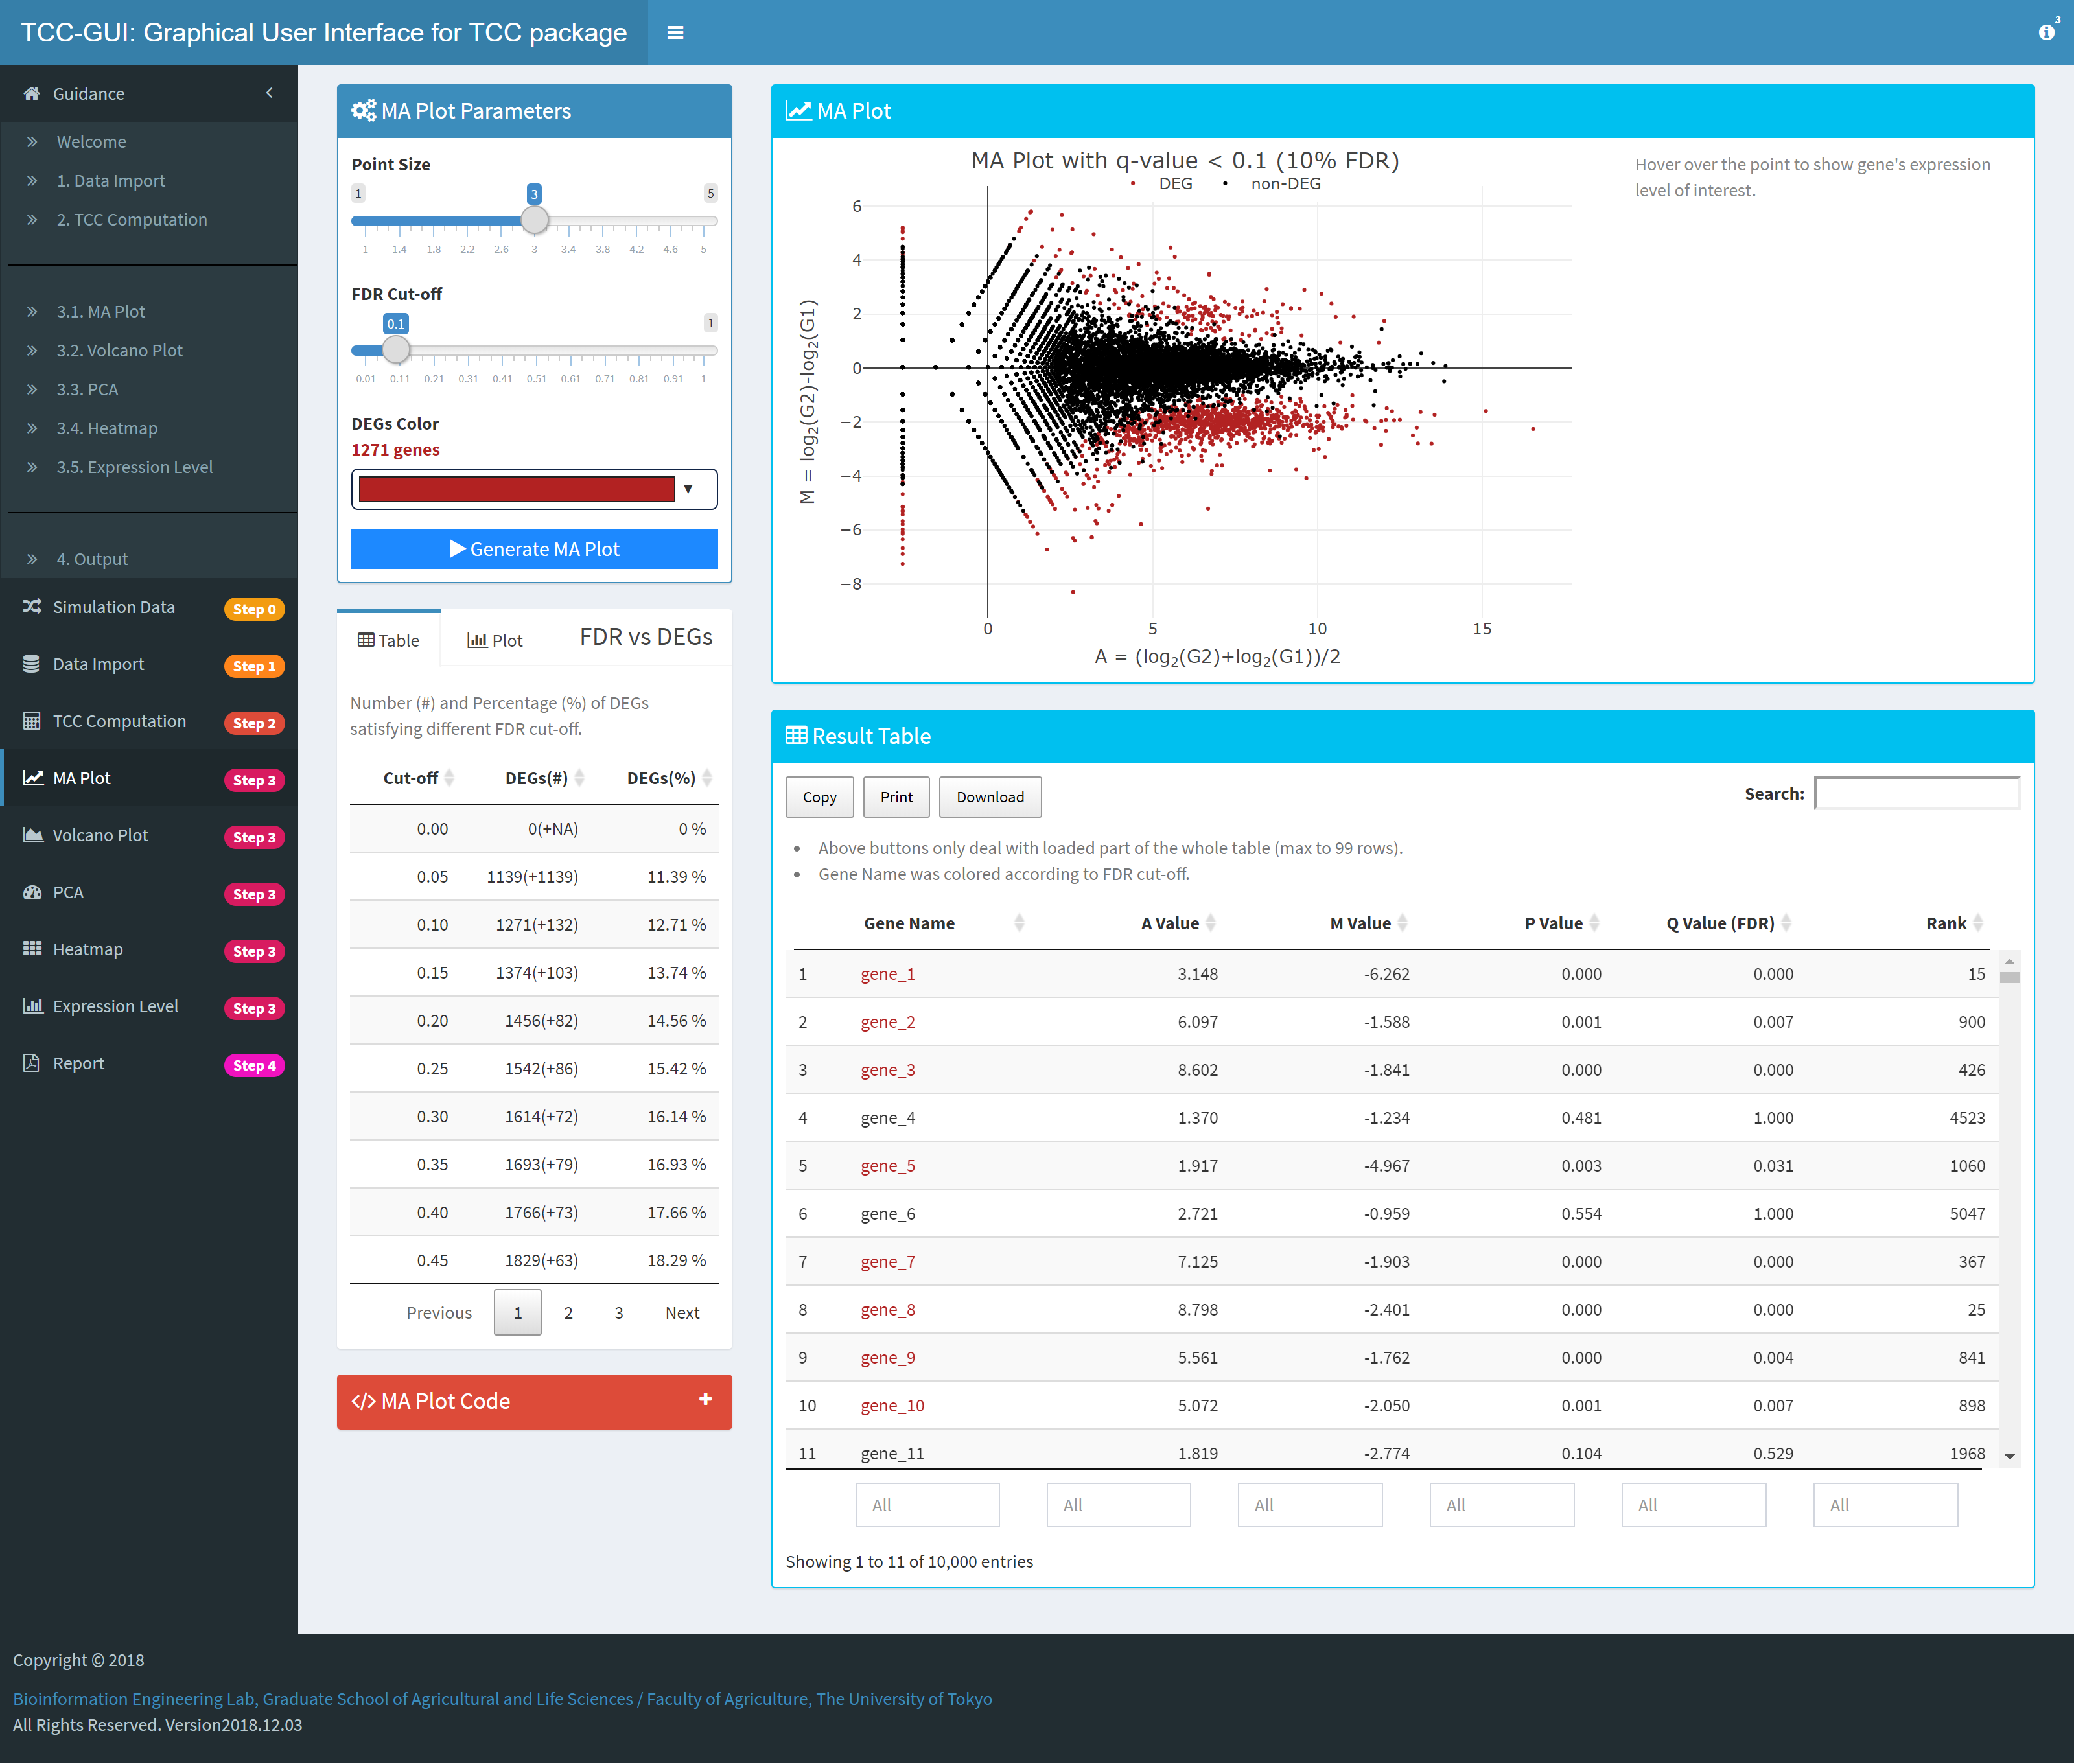 TCC-GUI: Graphical User Interface for TCC package
3
Guidance
Welcome
1. Data Import
2. TCC Computation
3.1. MA Plot
3.2. Volcano Plot
3.3. PCA
3.4. Heatmap
3.5. Expression Level
4. Output
Simulation Data Step 0
Data Import Step 1
TCC Computation Step 2
MA Plot Step 3
Volcano Plot Step 3
PCA Step 3
Heatmap Step 3
Expression Level Step 3
Report Step 4
MA Plot Parameters
Point Size
1 3 5
1 1.4 1.8 2.2 2.6 3 3.4 3.8 4.2 4.6 5
FDR Cut-off
0.1 1
0.01 0.11 0.21 0.31 0.41 0.51 0.61 0.71 0.81 0.91 1
DEGs Color
1271 genes
Generate MA Plot
Table Plot FDR vs DEGs
Number (#) and Percentage (%) of DEGs
satisfying different FDR cut-off.
Cut-off DEGs(#) DEGs(%)
0.00 0(+NA) 0 %
0.05 1139(+1139) 11.39 %
0.10 1271(+132) 12.71 %
0.15 1374(+103) 13.74 %
0.20 1456(+82) 14.56 %
0.25 1542(+86) 15.42 %
0.30 1614(+72) 16.14 %
0.35 1693(+79) 16.93 %
0.40 1766(+73) 17.66 %
0.45 1829(+63) 18.29 %
Previous 1 2 3 Next
</> MA Plot Code
MA Plot
MA Plot with q-value < 0.1 (10% FDR)
DEG non-DEG
6
4
2
0
−2
−4
−6
−8
M = log2(G2)-log2(G1)
0 5 10 15
A = (log2(G2)+log2(G1))/2
Hover over the point to show gene's expression
level of interest.
Result Table
Copy Print Download Search:
Above buttons only deal with loaded part of the whole table (max to 99 rows).
Gene Name was colored according to FDR cut-off.
Gene Name A Value M Value P Value Q Value (FDR) Rank
1 gene_1 3.148 -6.262 0.000 0.000 15
2 gene_2 6.097 -1.588 0.001 0.007 900
3 gene_3 8.602 -1.841 0.000 0.000 426
4 gene_4 1.370 -1.234 0.481 1.000 4523
5 gene_5 1.917 -4.967 0.003 0.031 1060
6 gene_6 2.721 -0.959 0.554 1.000 5047
7 gene_7 7.125 -1.903 0.000 0.000 367
8 gene_8 8.798 -2.401 0.000 0.000 25
9 gene_9 5.561 -1.762 0.000 0.004 841
10 gene_10 5.072 -2.050 0.001 0.007 898
11 gene_11 1.819 -2.774 0.104 0.529 1968
All All All All All All
Showing 1 to 11 of 10,000 entries
Copyright © 2018
Bioinformation Engineering Lab, Graduate School of Agricultural and Life Sciences / Faculty of Agriculture, The University of Tokyo
All Rights Reserved. Version2018.12.03